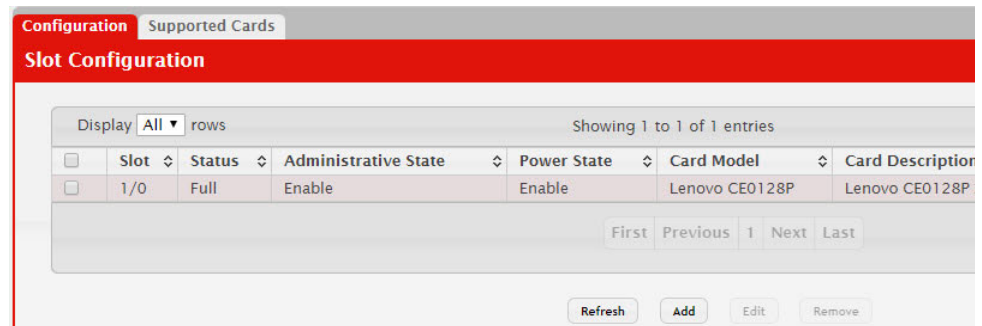 Configuration Supported Cards
Slot Configuration
Display All rows Showing 1 to 1 of 1 entries
Slot Status Administrative State Power State Card Model Card Description
1/0 Full Enable Enable Lenovo CE0128P Lenovo CE0128P
First Previous 1 Next Last
Refresh Add Edit Remove